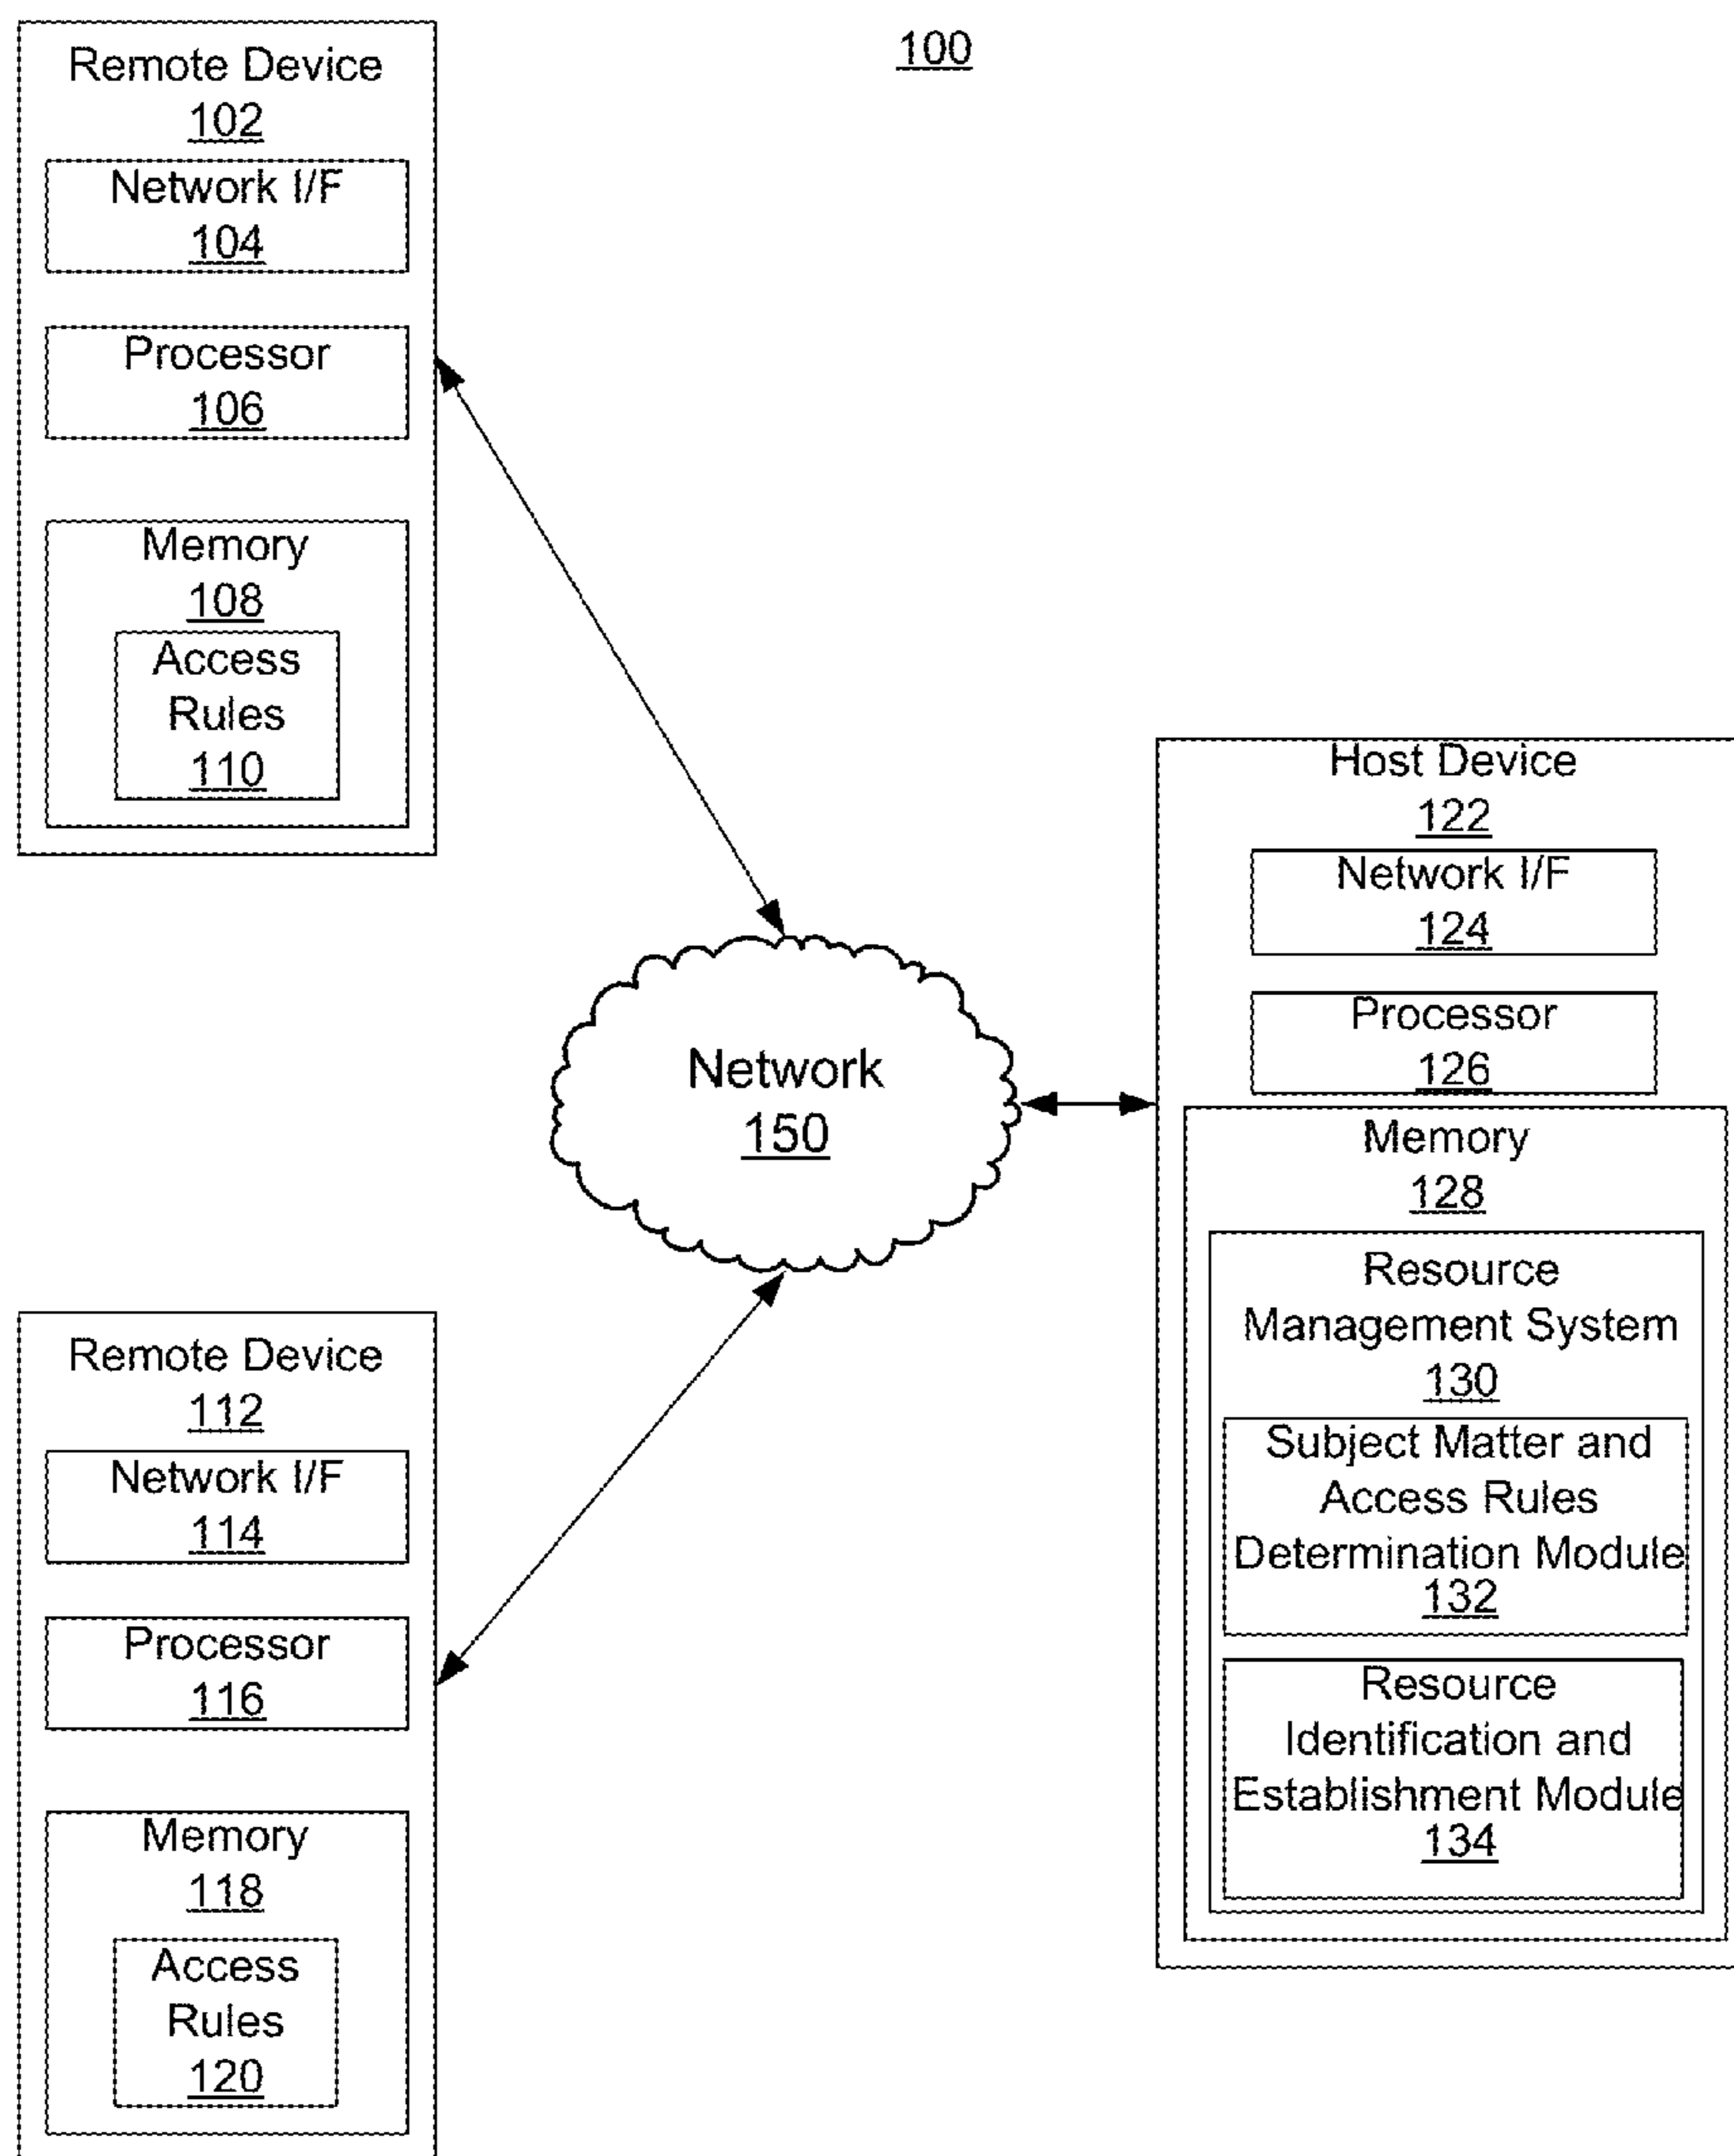 100
Remote Device
102
Network I/F
104
Processor
106
Memory
108
Access
Rules
110
Network
150
Remote Device
112
Network I/F
114
Processor
116
Memory
118
Access
Rules
120
Host Device
122
Network I/F
124
Processor
126
Memory
128
Resource
Management System
130
Subject Matter and
Access Rules
Determination Module
132
Resource
Identification and
Establishment Module
134